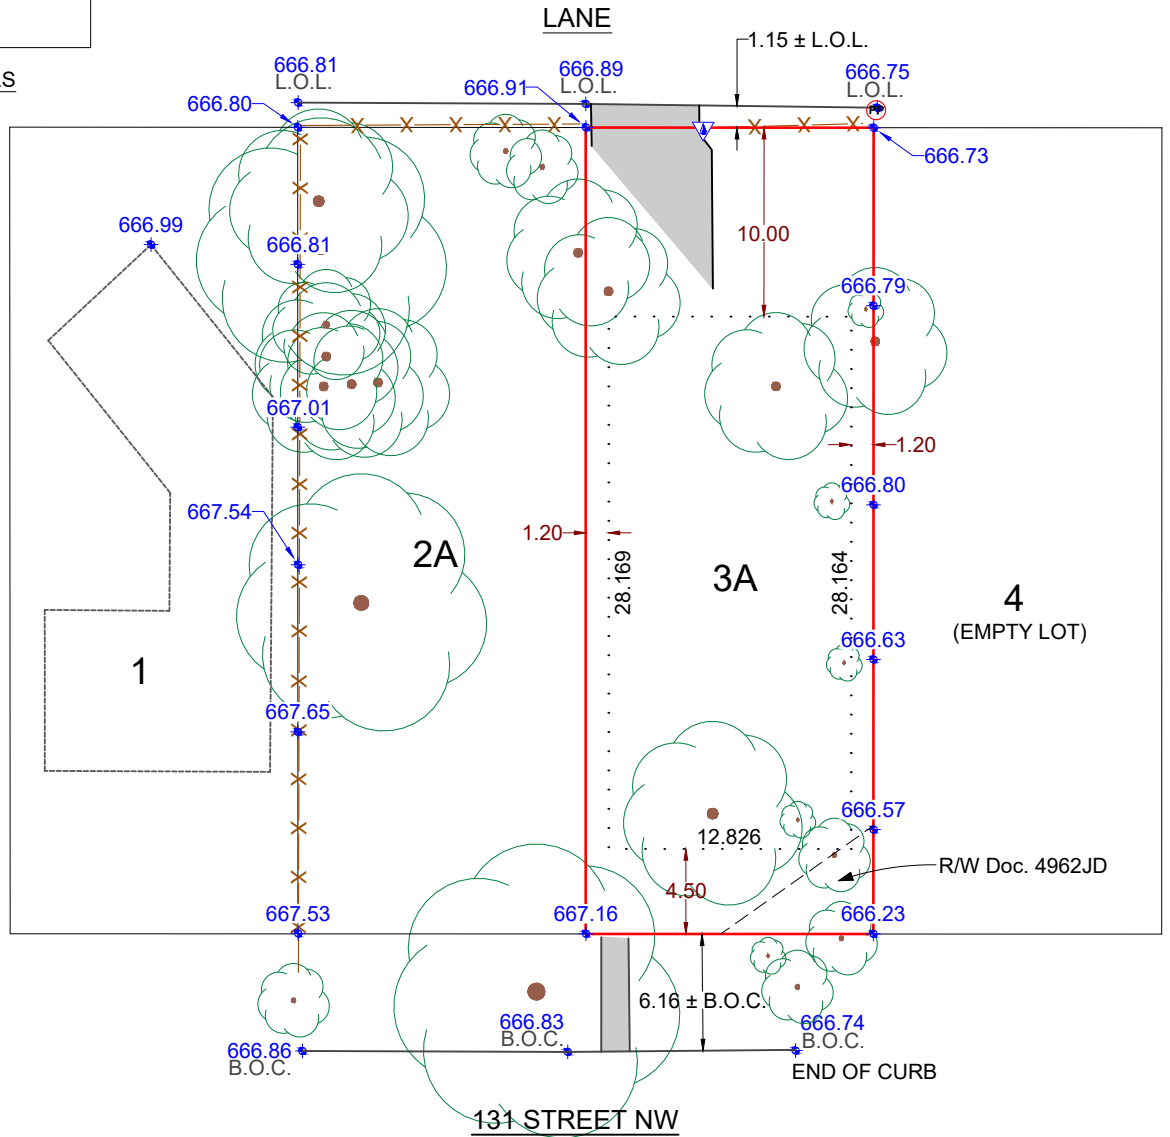 LANE
1.15 ± L.O.L.
666.81
L.O.L.
666.89
L.O.L.
666.75
L.O.L.
666.91
666.80
666.73
666.99
666.81
10.00
666.79
667.01
1.20
666.80
667.54
1.20
2A
28.169
3A
28.164
4
(EMPTY LOT)
666.63
1
667.65
666.57
12.826
R/W Doc. 4962JD
4.50
667.53
667.16
666.23
6.16 ± B.O.C.
666.83
B.O.C.
666.74
B.O.C.
666.86
B.O.C.
END OF CURB
131 STREET NW